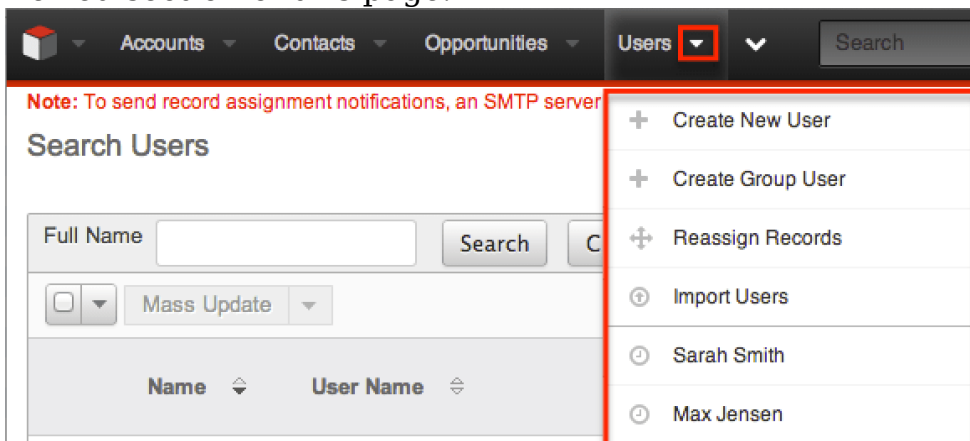 Accounts Contacts Opportunities Users Search
Note: To send record assignment notifications, an SMTP server
Search Users
Full Name Search C
Mass Update
Name User Name
Create New User
Create Group User
Reassign Records
Import Users
Sarah Smith
Max Jensen